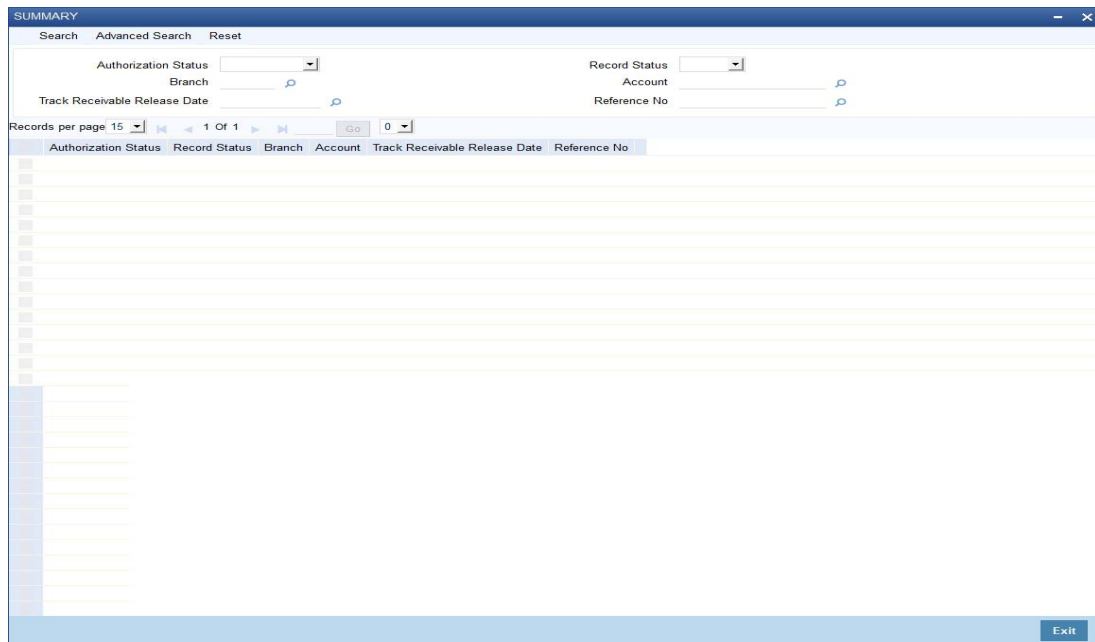 SUMMARY
Search Advanced Search Reset
Authorization Status Record Status
Branch Account
Track Receivable Release Date Reference No
Records per page 15 1 Of 1 Go 0
Authorization Status Record Status Branch Account Track Receivable Release Date Reference No
Exit